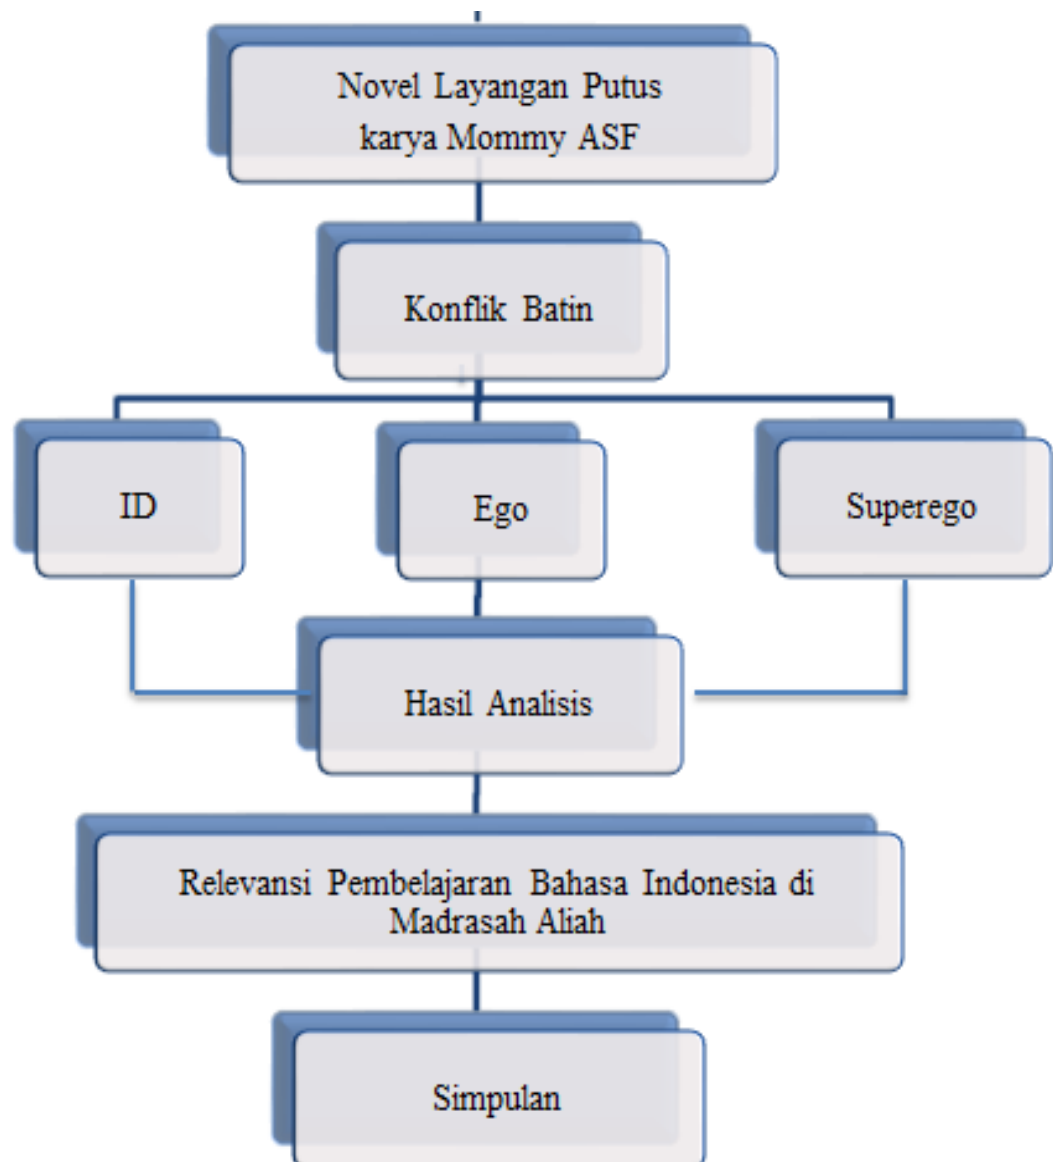 Novel Layangan Putus
karya Mommy ASF
Konflik Batin
ID
Ego
Superego
Hasil Analisis
Relevansi Pembelajaran Bahasa Indonesia di
Madrasah Aliah
Simpulan